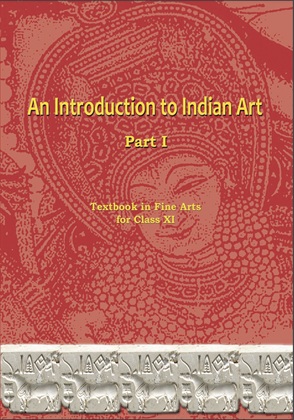 An Introduction to Indian Art
Part I
Textbook in Fine Arts
for Class XI